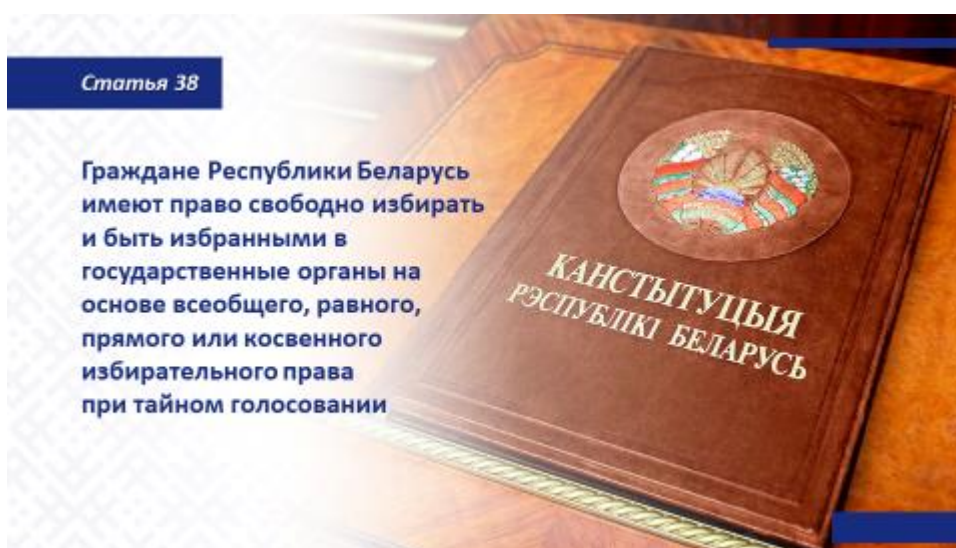 Статья 38
Граждане Республики Беларусь
имеют право свободно избирать
и быть избранными в
государственные органы на
основе всеобщего, равного,
прямого или косвенного
избирательного права
при тайном голосовании
КАНСТЫТУЦЫЯ
РЭСПУБЛІКІ БЕЛАРУСЬ